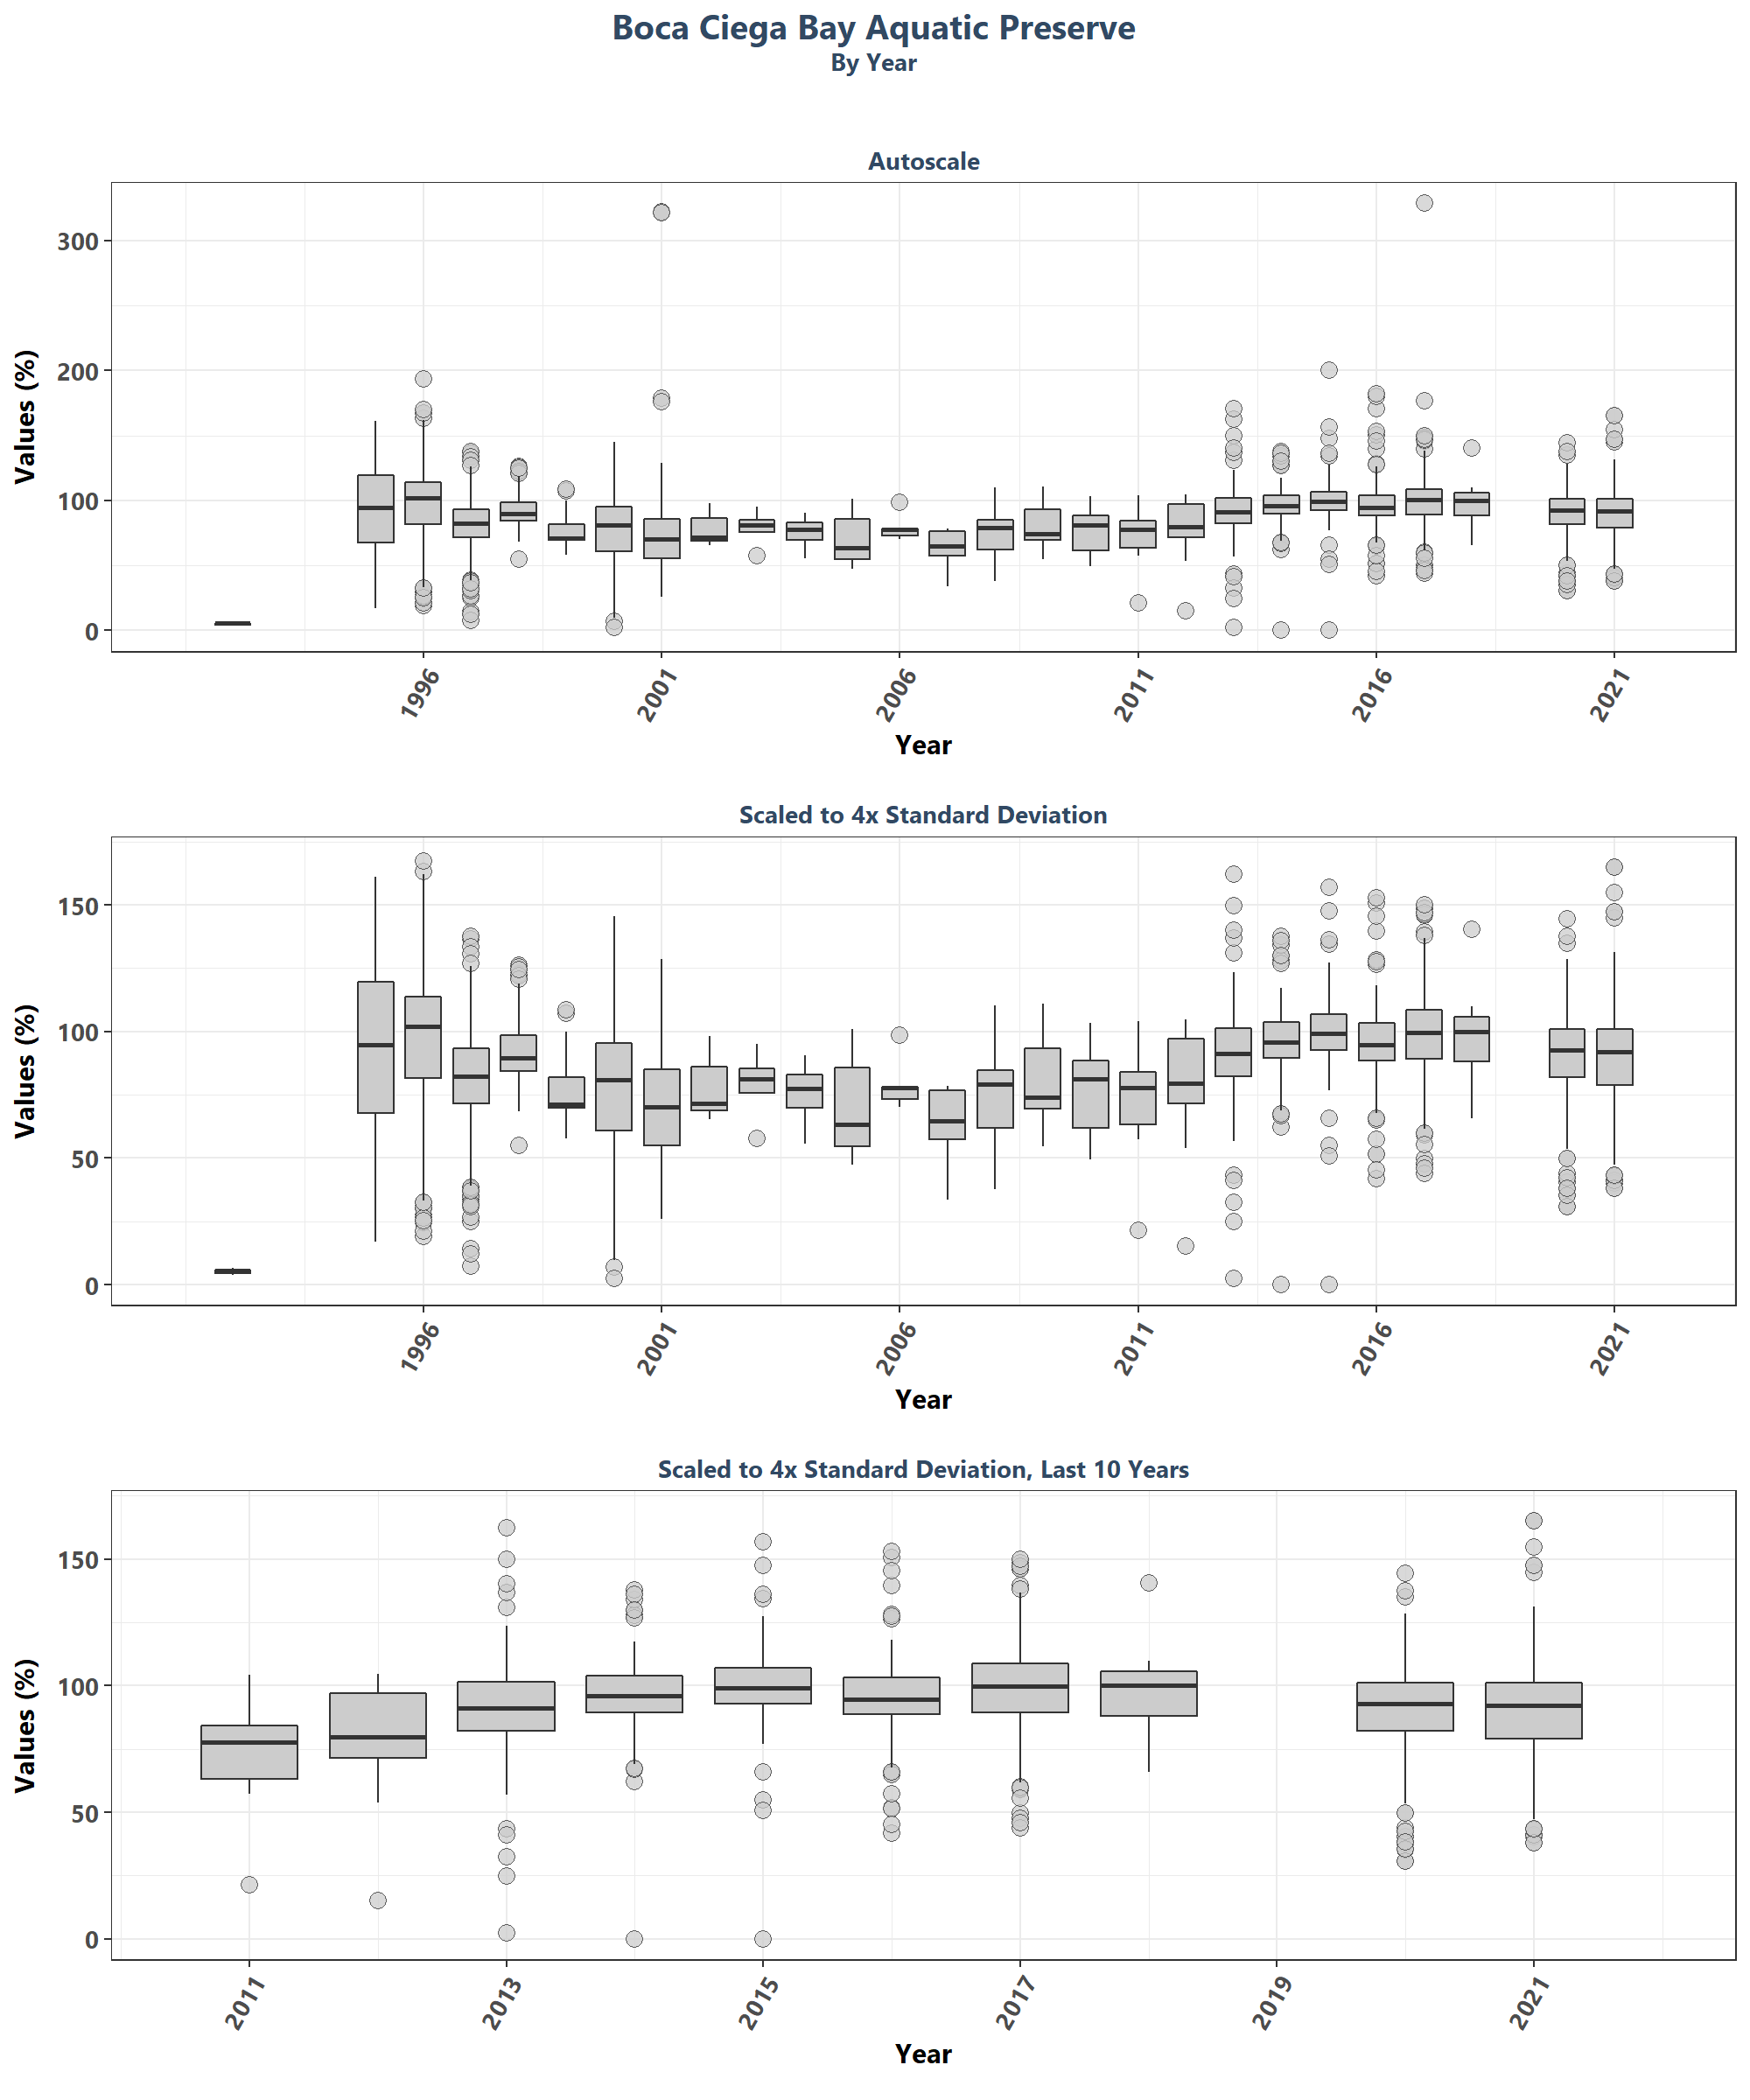 Boca Ciega Bay Aquatic Preserve
By Year
Autoscale
Values (%)
300
200
100
0
1996
2001
2006
2011
2016
2021
Year
Scaled to 4x Standard Deviation
Values (%)
150
100
50
0
1996
2001
2006
2011
2016
2021
Year
Scaled to 4x Standard Deviation, Last 10 Years
Values (%)
150
100
50
0
2011
2013
2015
2017
2019
2021
Year